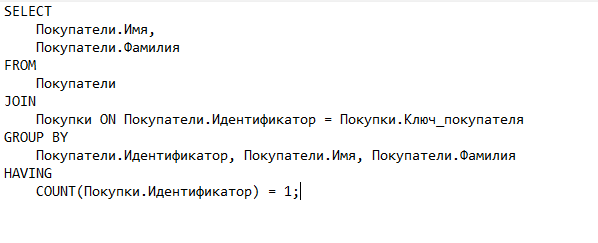 SELECT
    Покупатели.Имя,
    Покупатели.Фамилия
FROM
    Покупатели
JOIN
    Покупки ON Покупатели.Идентификатор = Покупки.Ключ_покупателя
GROUP BY
    Покупатели.Идентификатор, Покупатели.Имя, Покупатели.Фамилия
HAVING
    COUNT(Покупки.Идентификатор) = 1;